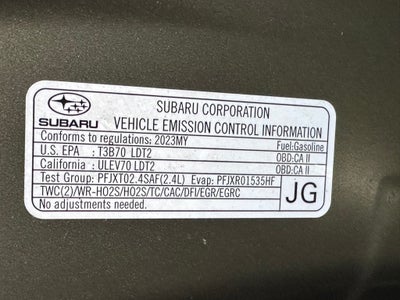 SUBARU CORPORATION
SUBARU VEHICLE EMISSION CONTROL INFORMATION
Conforms to regulations: 2023MY Fuel:Gasoline
U.S. EPA : T3B70 LDT2 OBD:CA II
California : ULEV70 LDT2 OBD:CA II
Test Group: PFJXT02.4SAF(2.4L) Evap: PFJXR01535HF
TWC(2)/WR-HO2S/HO2S/TC/CAC/DFI/EGR/EGRC JG
No adjustments needed.